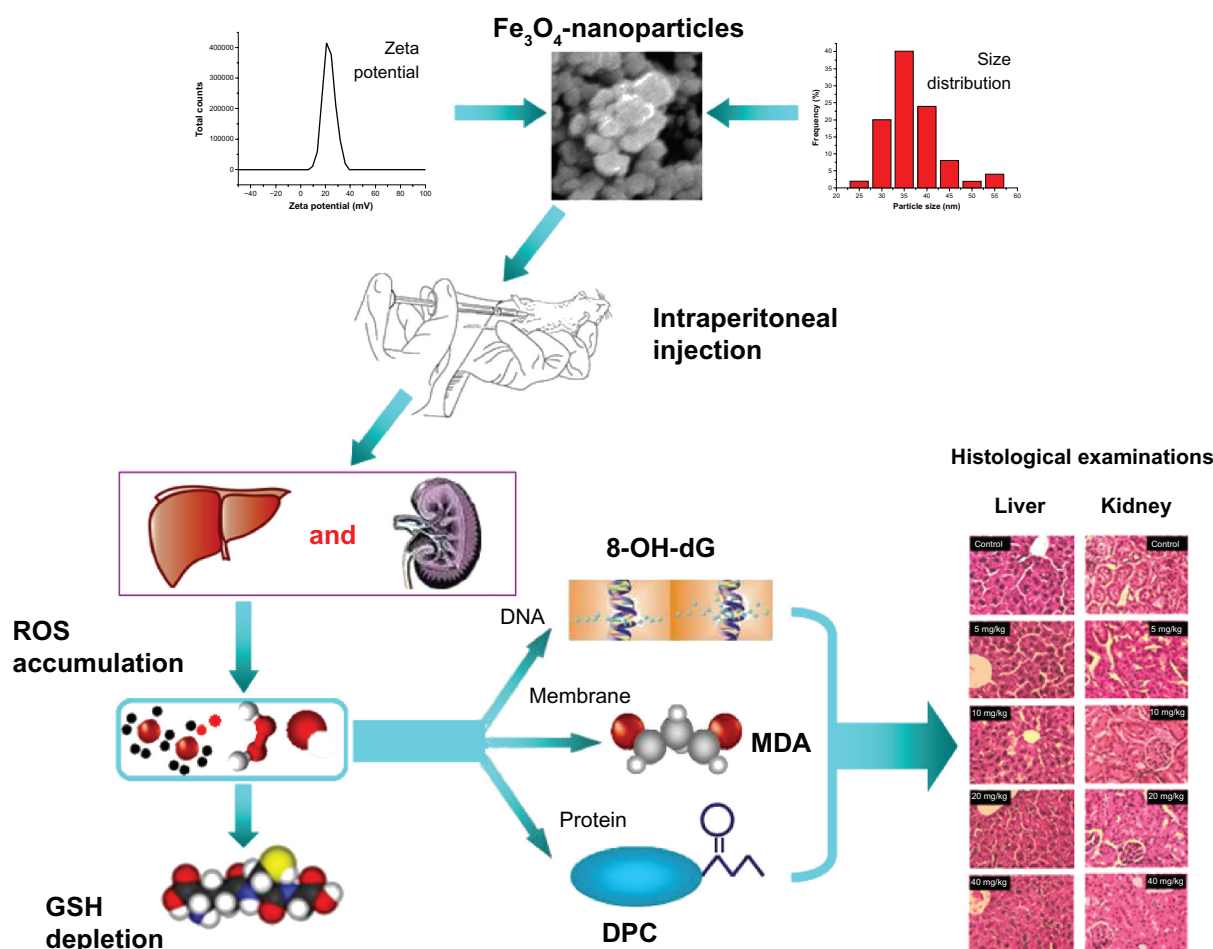 Fe₃O₄-nanoparticles
Zeta
potential
Total counts
400000
300000
200000
100000
0
−40 −20 0 20 40 60 80 100
Zeta potential (mV)
Size
distribution
Frequency (%)
40
35
30
25
20
15
10
5
0
20 25 30 35 40 45 50 55 60
Particle size (nm)
Intraperitoneal
injection
and
ROS
accumulation
GSH
depletion
8-OH-dG
DNA
Membrane
MDA
Protein
DPC
Histological examinations
Liver Kidney
Control Control
5 mg/kg 5 mg/kg
10 mg/kg 10 mg/kg
20 mg/kg 20 mg/kg
40 mg/kg 40 mg/kg